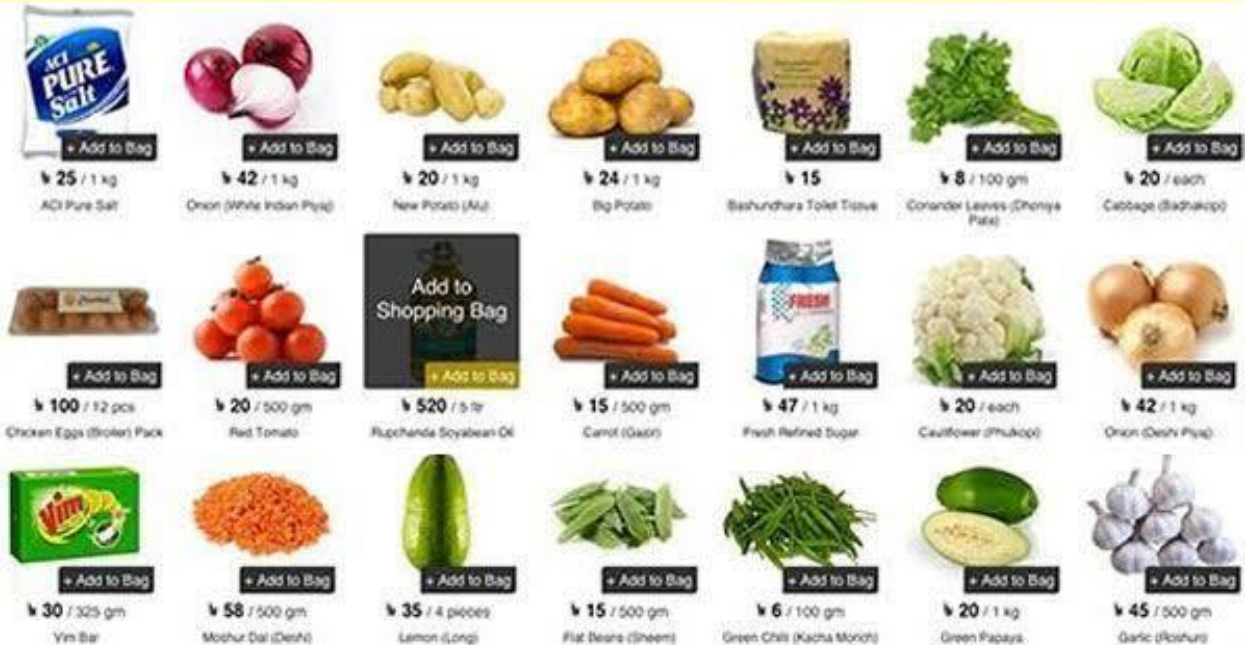 ACI
PURE
Salt
+ Add to Bag
+ Add to Bag
+ Add to Bag
+ Add to Bag
+ Add to Bag
+ Add to Bag
+ Add to Bag
৳ 25 / 1 kg
৳ 42 / 1 kg
৳ 20 / 1 kg
৳ 24 / 1 kg
৳ 15
৳ 8 / 100 gm
৳ 20 / each
ACI Pure Salt
Onion (White Indian Piyaj)
New Potato (Alu)
Big Potato
Bashundhara Toilet Tissue
Coriander Leaves (Dhoniya
Pata)
Cabbage (Badhakopi)
Add to
Shopping Bag
FRESH
+ Add to Bag
+ Add to Bag
+ Add to Bag
+ Add to Bag
+ Add to Bag
+ Add to Bag
+ Add to Bag
৳ 100 / 12 pcs
৳ 20 / 500 gm
৳ 520 / 5 ltr
৳ 15 / 500 gm
৳ 47 / 1 kg
৳ 20 / each
৳ 42 / 1 kg
Chicken Eggs (Broiler) Pack
Red Tomato
Rupchanda Soyabean Oil
Carrot (Gajor)
Fresh Refined Sugar
Cauliflower (Phulkopi)
Onion (Deshi Piyaj)
Vim
+ Add to Bag
+ Add to Bag
+ Add to Bag
+ Add to Bag
+ Add to Bag
+ Add to Bag
+ Add to Bag
৳ 30 / 325 gm
৳ 58 / 500 gm
৳ 35 / 4 pieces
৳ 15 / 500 gm
৳ 6 / 100 gm
৳ 20 / 1 kg
৳ 45 / 500 gm
Vim Bar
Moshur Dal (Deshi)
Lemon (Long)
Flat Beans (Sheem)
Green Chilli (Kacha Morich)
Green Papaya
Garlic (Roshun)